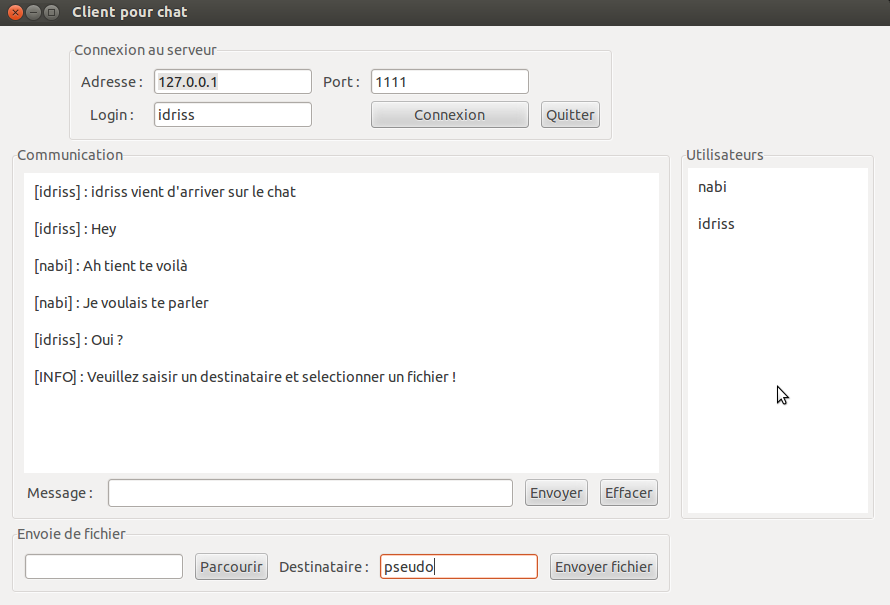 Client pour chat
Connexion au serveur
Adresse : 127.0.0.1 Port : 1111
Login : idriss Connexion Quitter
Communication
[idriss] : idriss vient d'arriver sur le chat
[idriss] : Hey
[nabi] : Ah tient te voilà
[nabi] : Je voulais te parler
[idriss] : Oui ?
[INFO] : Veuillez saisir un destinataire et selectionner un fichier !
Message : Envoyer Effacer
Utilisateurs
nabi
idriss
Envoie de fichier
Parcourir Destinataire : pseudo Envoyer fichier